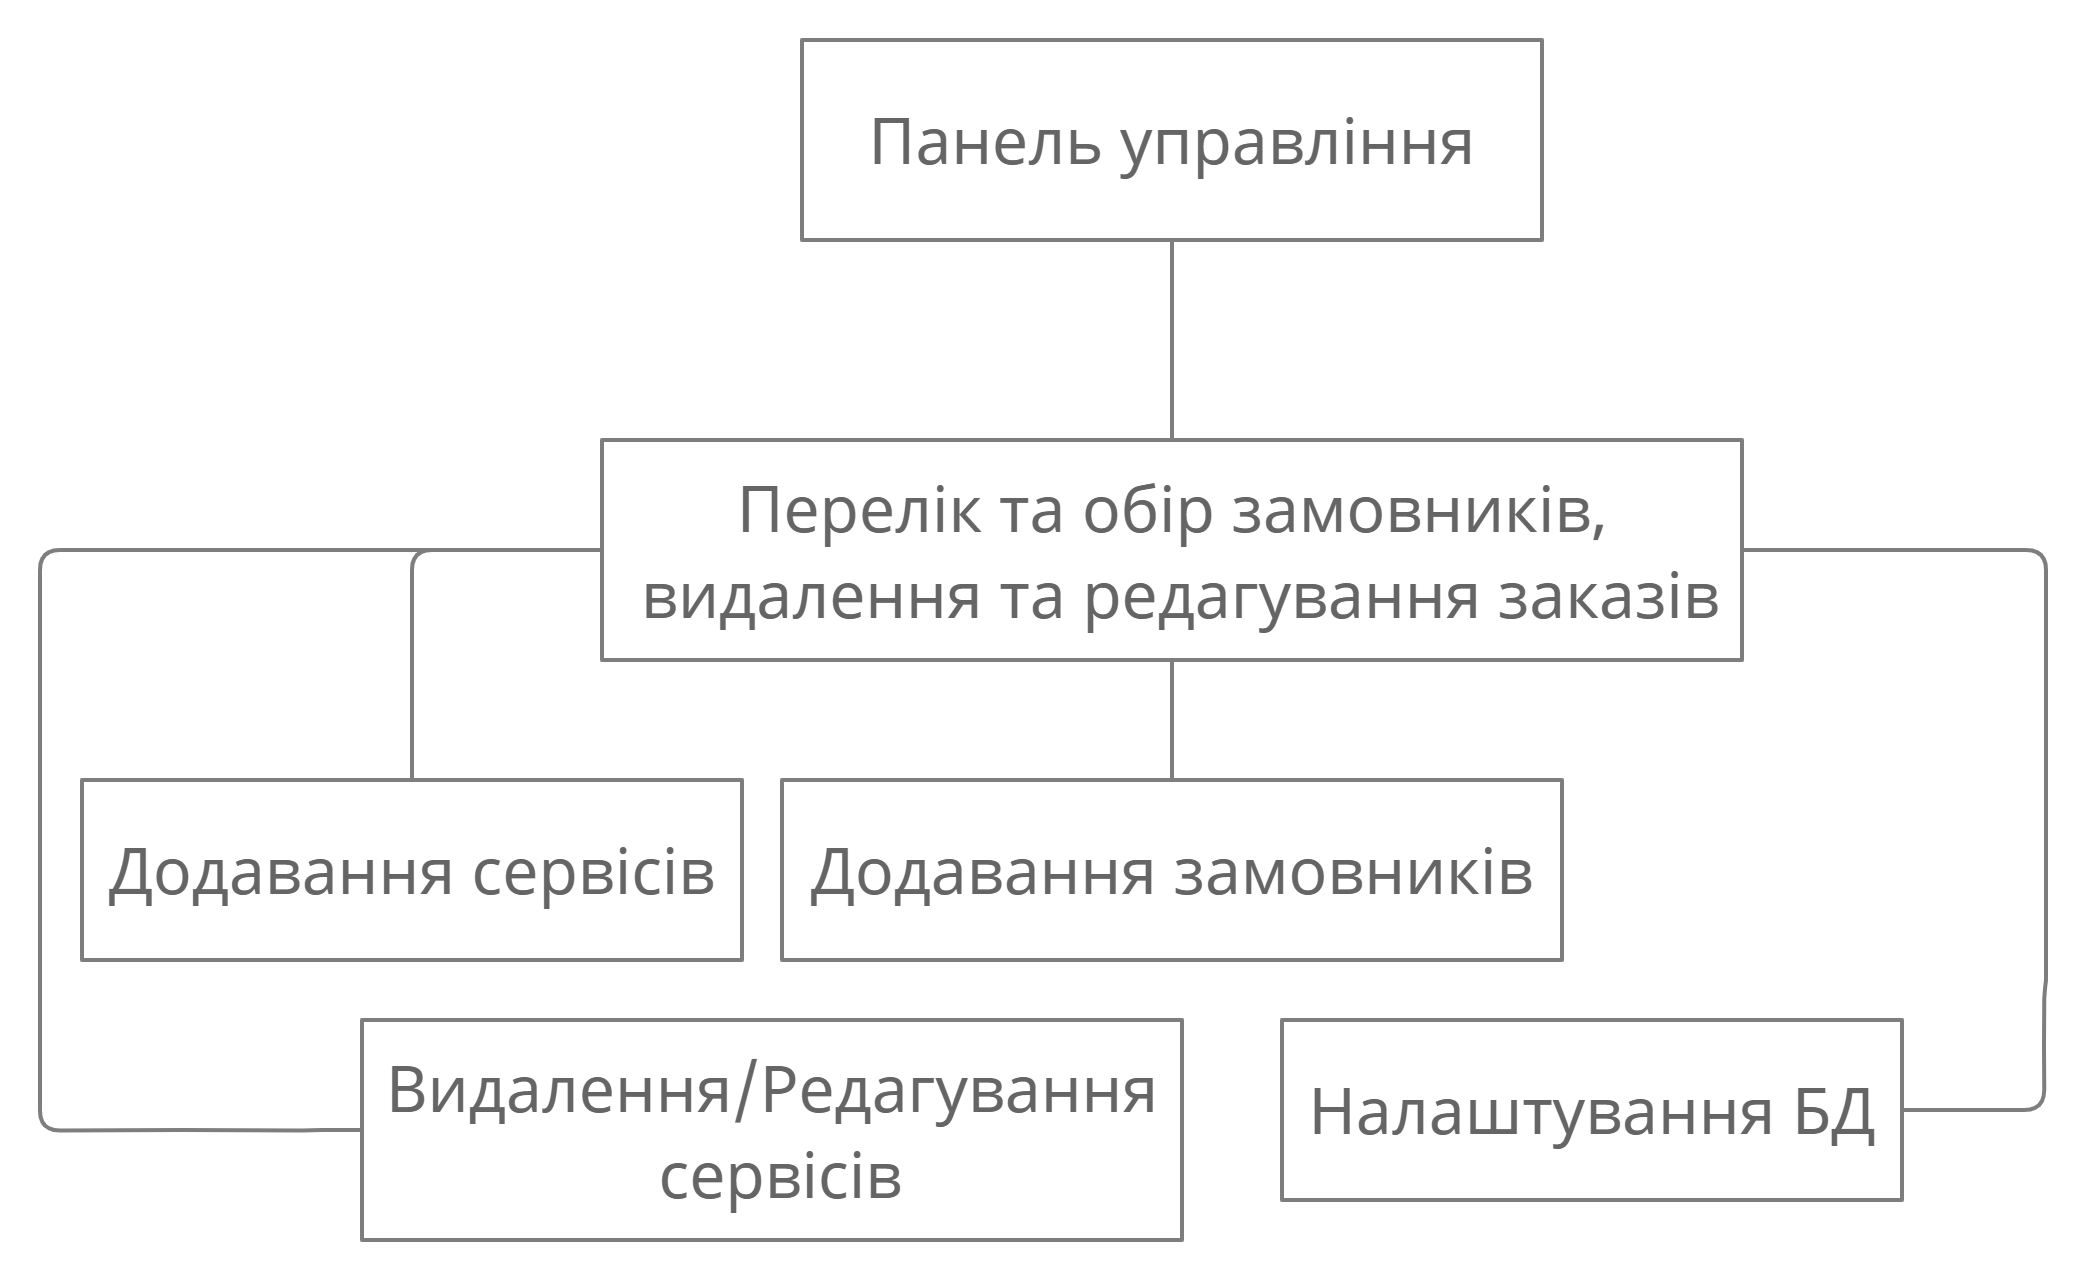 Панель управління
Перелік та обір замовників,
видалення та редагування заказів
Додавання сервісів
Додавання замовників
Видалення/Редагування
сервісів
Налаштування БД